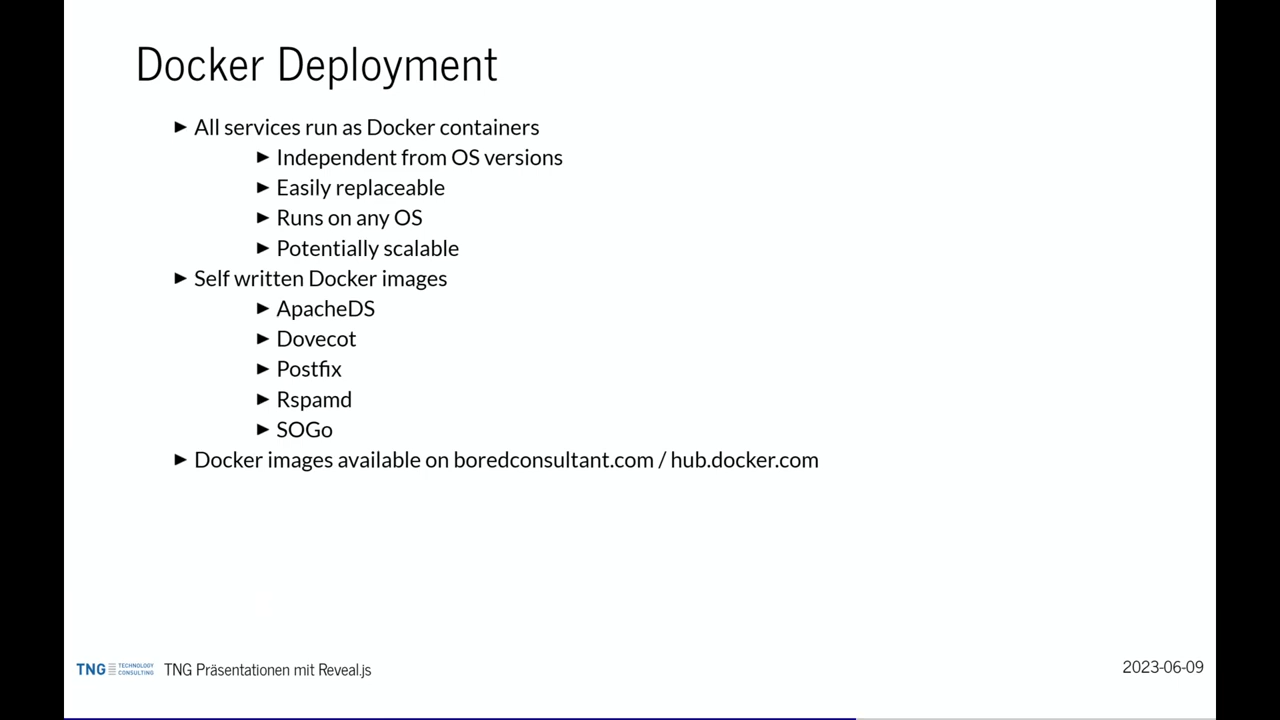 Docker Deployment
► All services run as Docker containers
► Independent from OS versions
► Easily replaceable
► Runs on any OS
► Potentially scalable
► Self written Docker images
► ApacheDS
► Dovecot
► Postfix
► Rspamd
► SOGo
► Docker images available on boredconsultant.com / hub.docker.com
TNG TECHNOLOGY CONSULTING TNG Präsentationen mit Reveal.js
2023-06-09